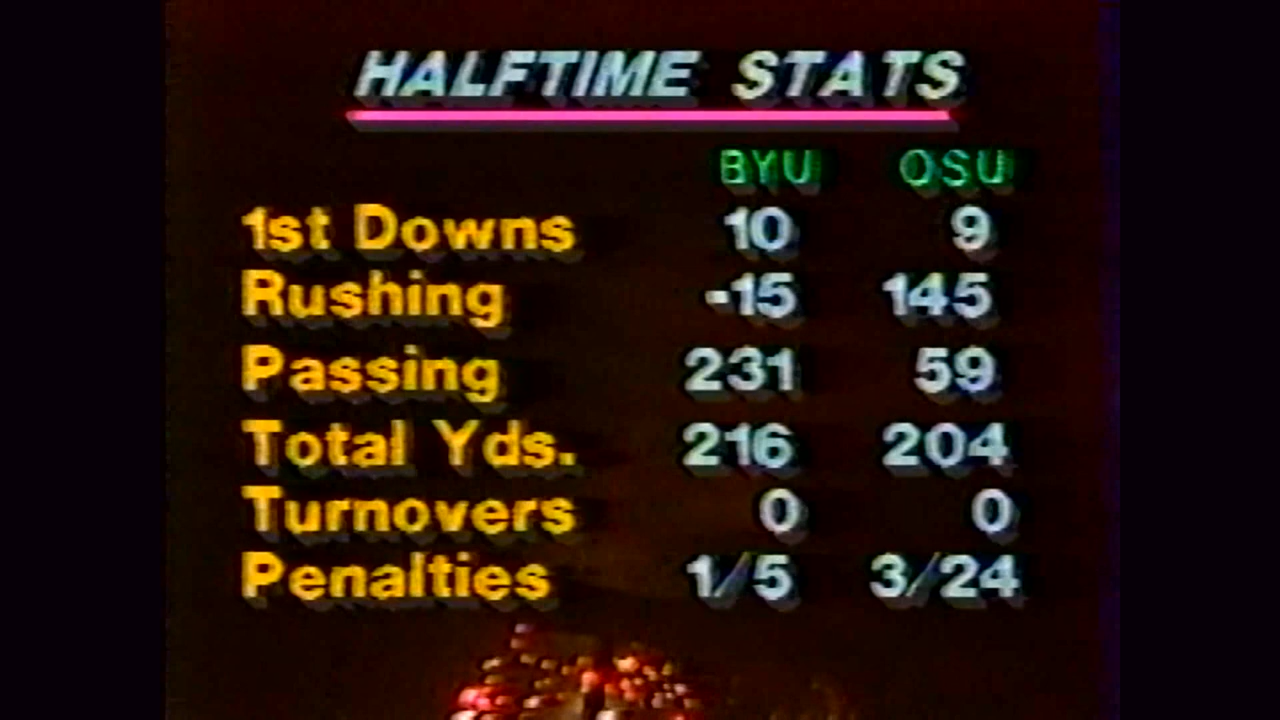 HALFTIME STATS
BYU OSU
1st Downs 10 9
Rushing -15 145
Passing 231 59
Total Yds. 216 204
Turnovers 0 0
Penalties 1/5 3/24